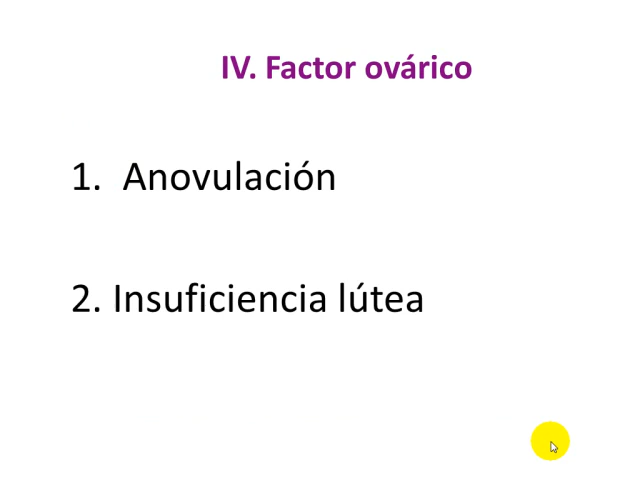 IV. Factor ovárico
1. Anovulación
2. Insuficiencia lútea